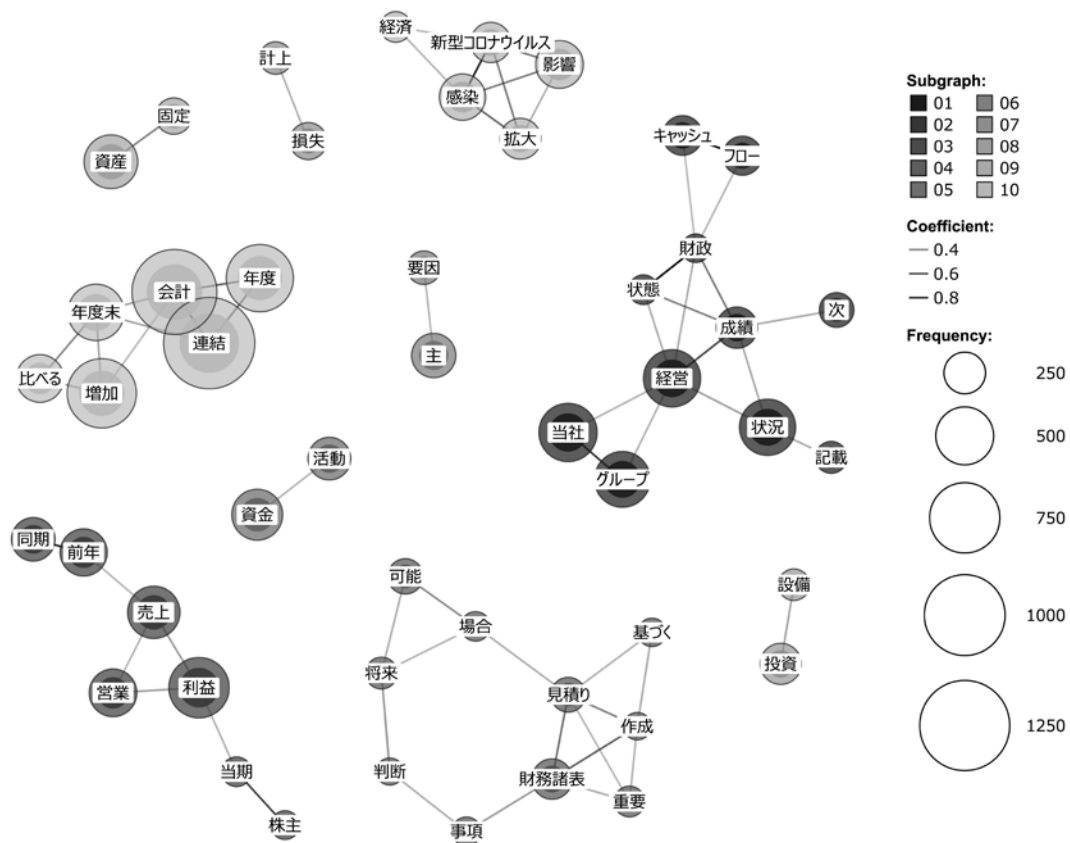 経済
新型コロナウイルス
影響
感染
拡大
計上
損失
固定
資産
キャッシュ
フロー
財政
状態
成績
次
経営
当社
グループ
状況
記載
会計
年度
年度末
連結
比べる
増加
要因
主
活動
資金
同期
前年
売上
営業
利益
当期
株主
可能
場合
将来
判断
事項
基づく
見積り
作成
財務諸表
重要
設備
投資
Subgraph:
01 06
02 07
03 08
04 09
05 10
Coefficient:
0.4
0.6
0.8
Frequency:
250
500
750
1000
1250